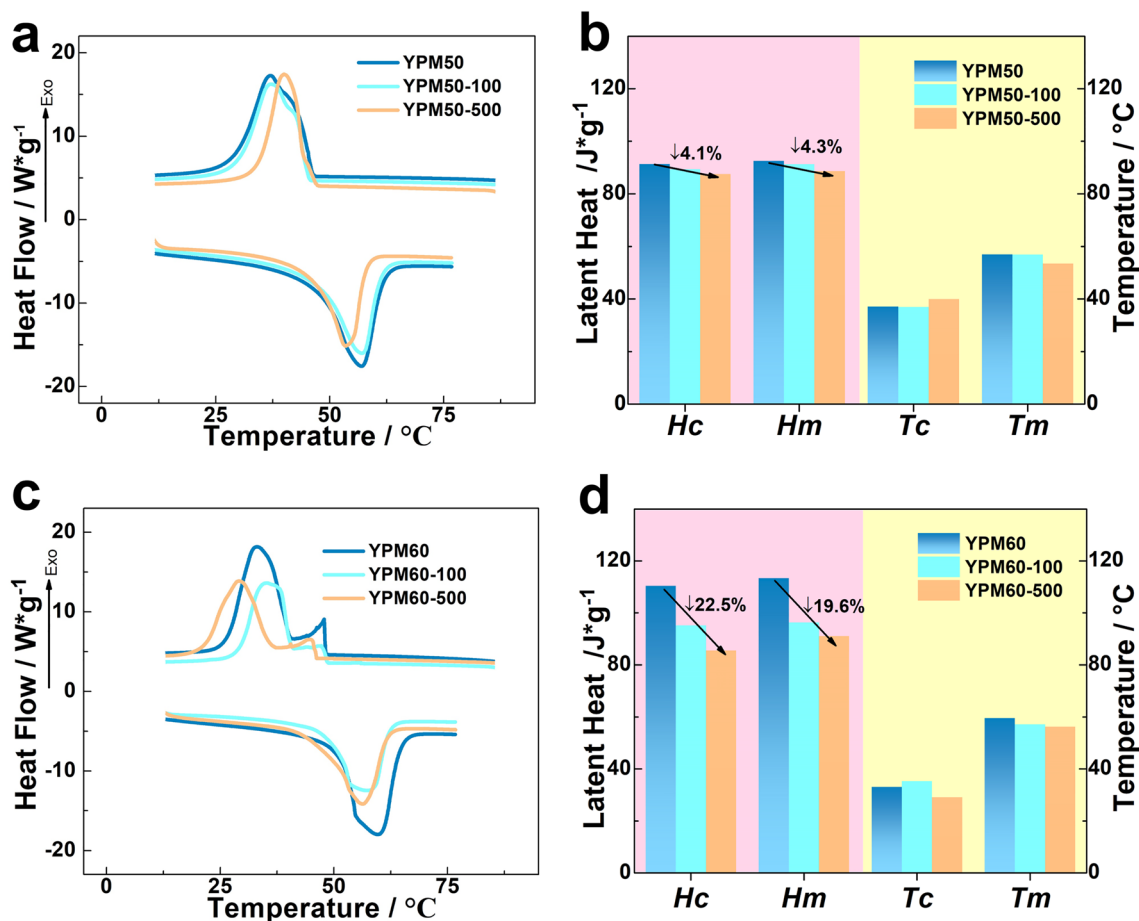 a
20
10
0
-10
-20
Heat Flow / W*g⁻¹
Exo
YPM50
YPM50-100
YPM50-500
0
25
50
75
Temperature / °C
b
120
80
40
0
Latent Heat /J*g⁻¹
↓4.1%
↓4.3%
YPM50
YPM50-100
YPM50-500
120
80
40
0
Temperature / °C
Hc
Hm
Tc
Tm
c
20
10
0
-10
-20
Heat Flow / W*g⁻¹
Exo
YPM60
YPM60-100
YPM60-500
0
25
50
75
Temperature / °C
d
120
80
40
0
Latent Heat /J*g⁻¹
↓22.5%
↓19.6%
YPM60
YPM60-100
YPM60-500
120
80
40
0
Temperature / °C
Hc
Hm
Tc
Tm